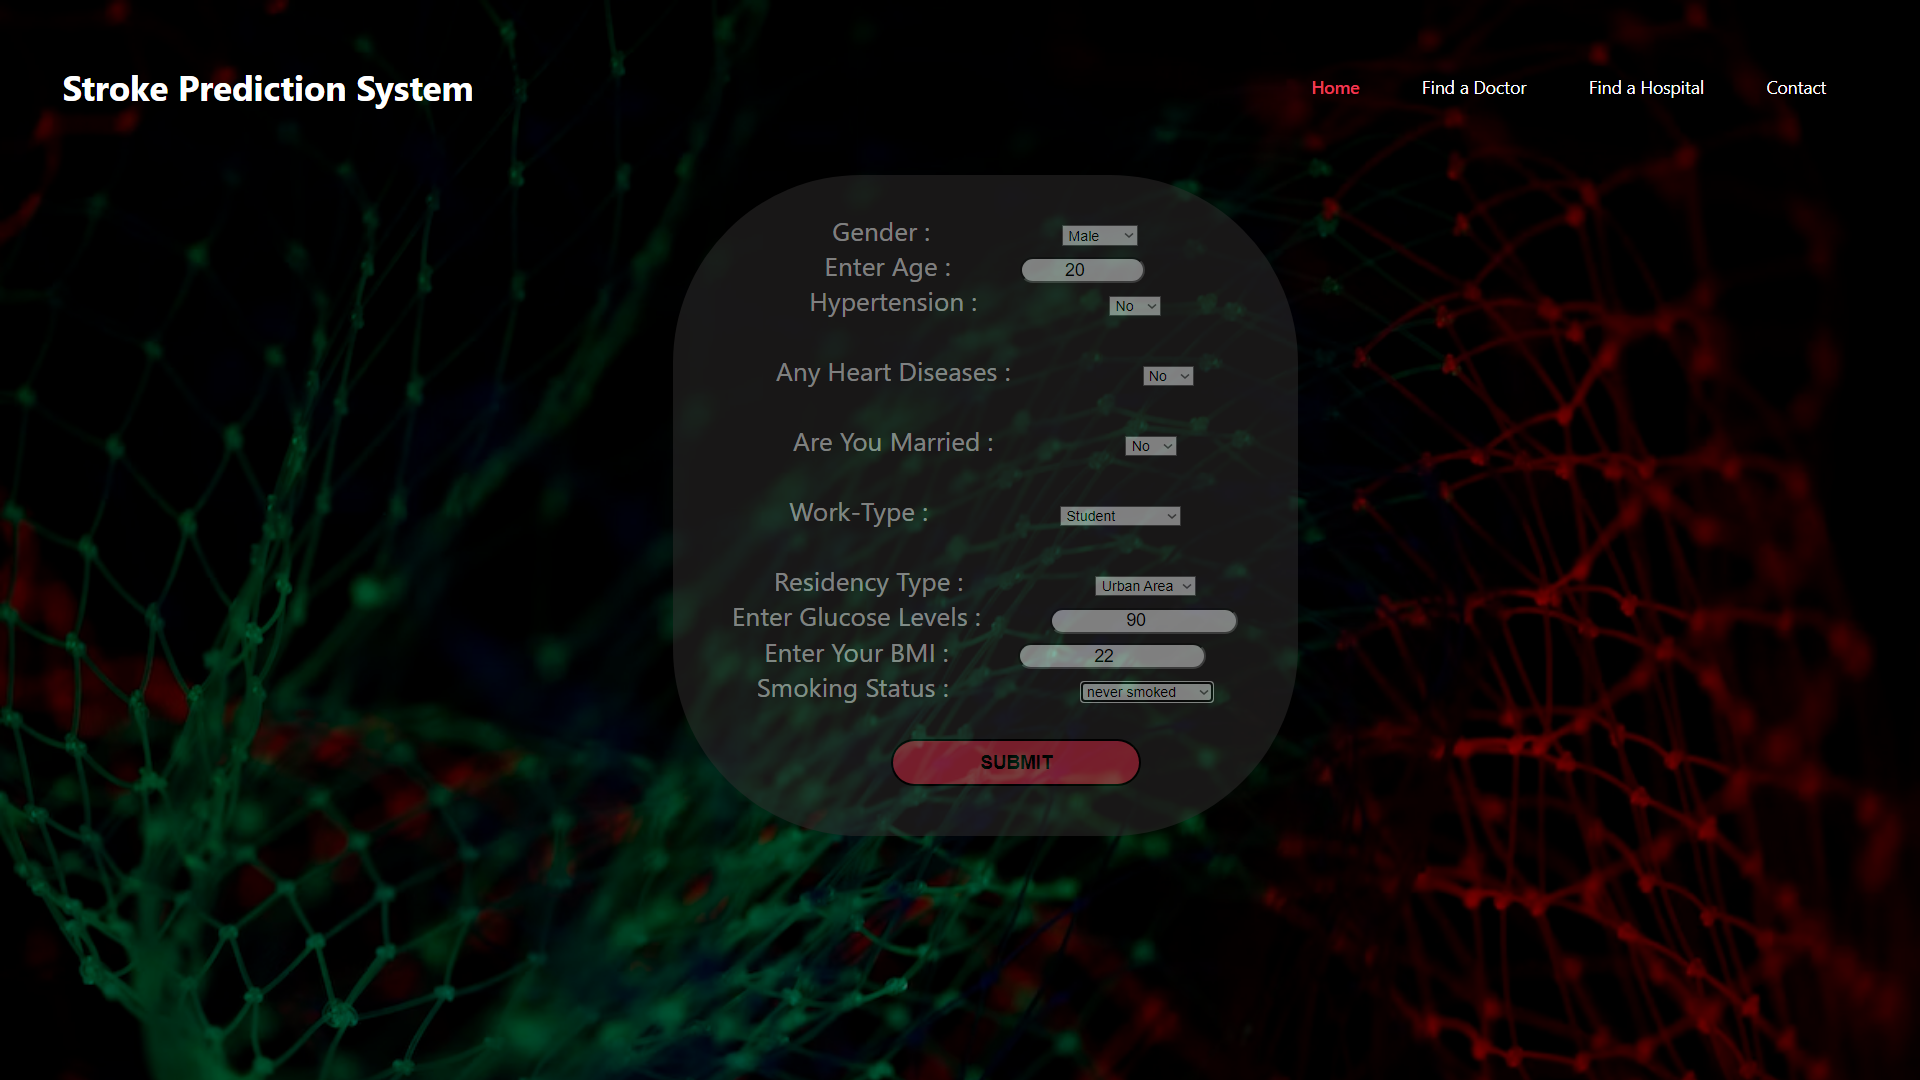 Stroke Prediction System
Home Find a Doctor Find a Hospital Contact
Gender : Male
Enter Age : 20
Hypertension : No
Any Heart Diseases : No
Are You Married : No
Work-Type : Student
Residency Type : Urban Area
Enter Glucose Levels : 90
Enter Your BMI : 22
Smoking Status : never smoked
SUBMIT